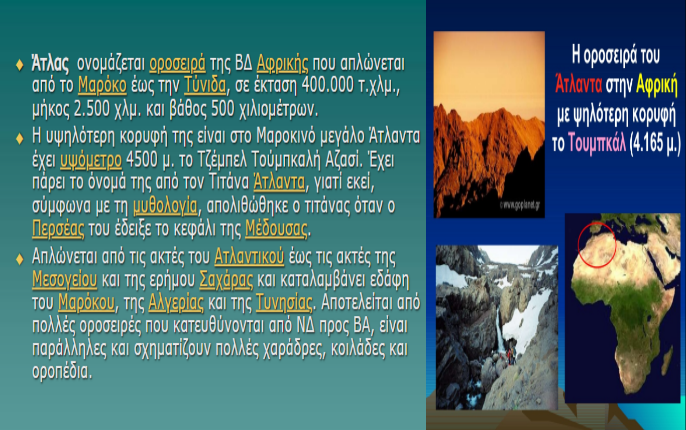 Άτλας ονομάζεται οροσειρά της ΒΔ Αφρικής που απλώνεται
από το Μαρόκο έως την Τύνιδα, σε έκταση 400.000 τ.χλμ.,
μήκος 2.500 χλμ. και βάθος 500 χιλιομέτρων.
Η υψηλότερη κορυφή της είναι στο Μαροκινό μεγάλο Άτλαντα
έχει υψόμετρο 4500 μ. το Τζέμπελ Τούμπκαλή Αζασί. Έχει
πάρει το όνομά της από τον Τιτάνα Άτλαντα, γιατί εκεί,
σύμφωνα με τη μυθολογία, απολιθώθηκε ο τιτάνας όταν ο
Περσέας του έδειξε το κεφάλι της Μέδουσας.
Απλώνεται από τις ακτές του Ατλαντικού έως τις ακτές της
Μεσογείου και της ερήμου Σαχάρας και καταλαμβάνει εδάφη
του Μαρόκου, της Αλγερίας και της Τυνησίας. Αποτελείται από
πολλές οροσειρές που κατευθύνονται από ΝΔ προς ΒΑ, είναι
παράλληλες και σχηματίζουν πολλές χαράδρες, κοιλάδες και
οροπέδια.
Η οροσειρά του
Άτλαντα στην Αφρική
με ψηλότερη κορυφή
το Τουμπκάλ (4.165 μ.)
©www.goplanet.gr